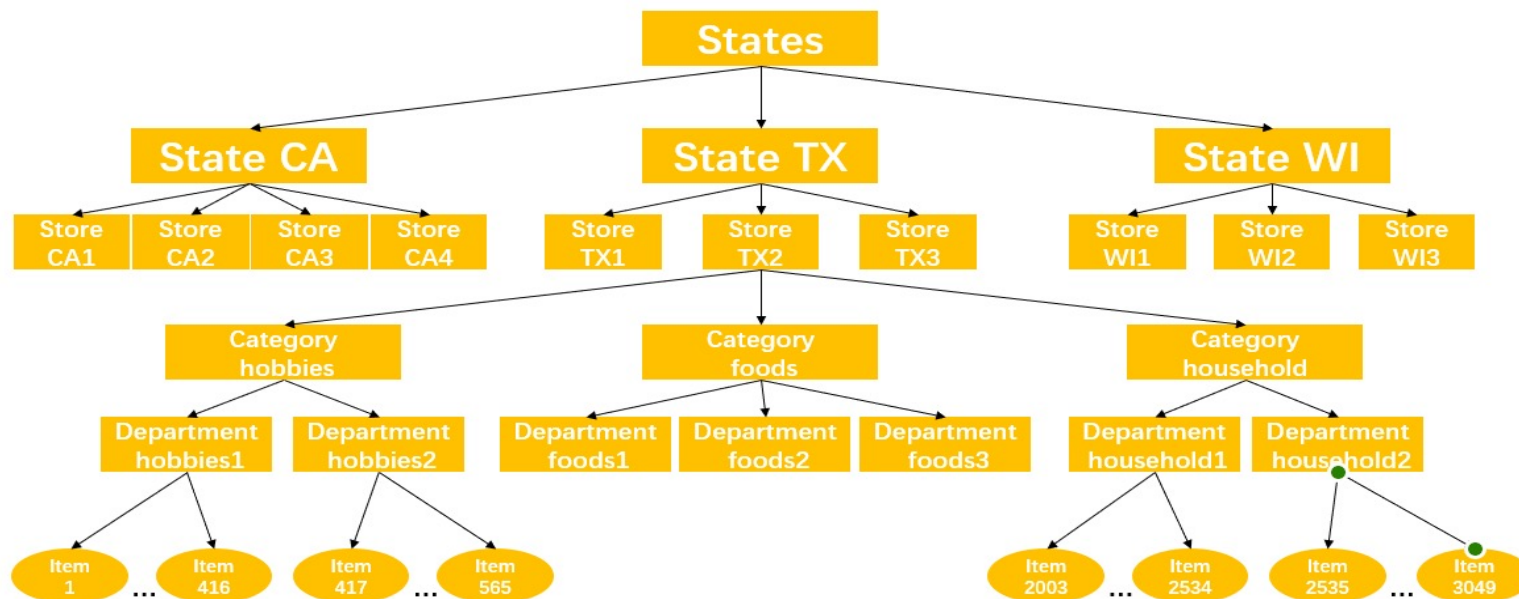 States
State CA
State TX
State WI
Store
CA1
Store
CA2
Store
CA3
Store
CA4
Store
TX1
Store
TX2
Store
TX3
Store
WI1
Store
WI2
Store
WI3
Category
hobbies
Category
foods
Category
household
Department
hobbies1
Department
hobbies2
Department
foods1
Department
foods2
Department
foods3
Department
household1
Department
household2
Item
1
...
Item
416
Item
417
...
Item
565
Item
2003
...
Item
2534
Item
2535
...
Item
3049